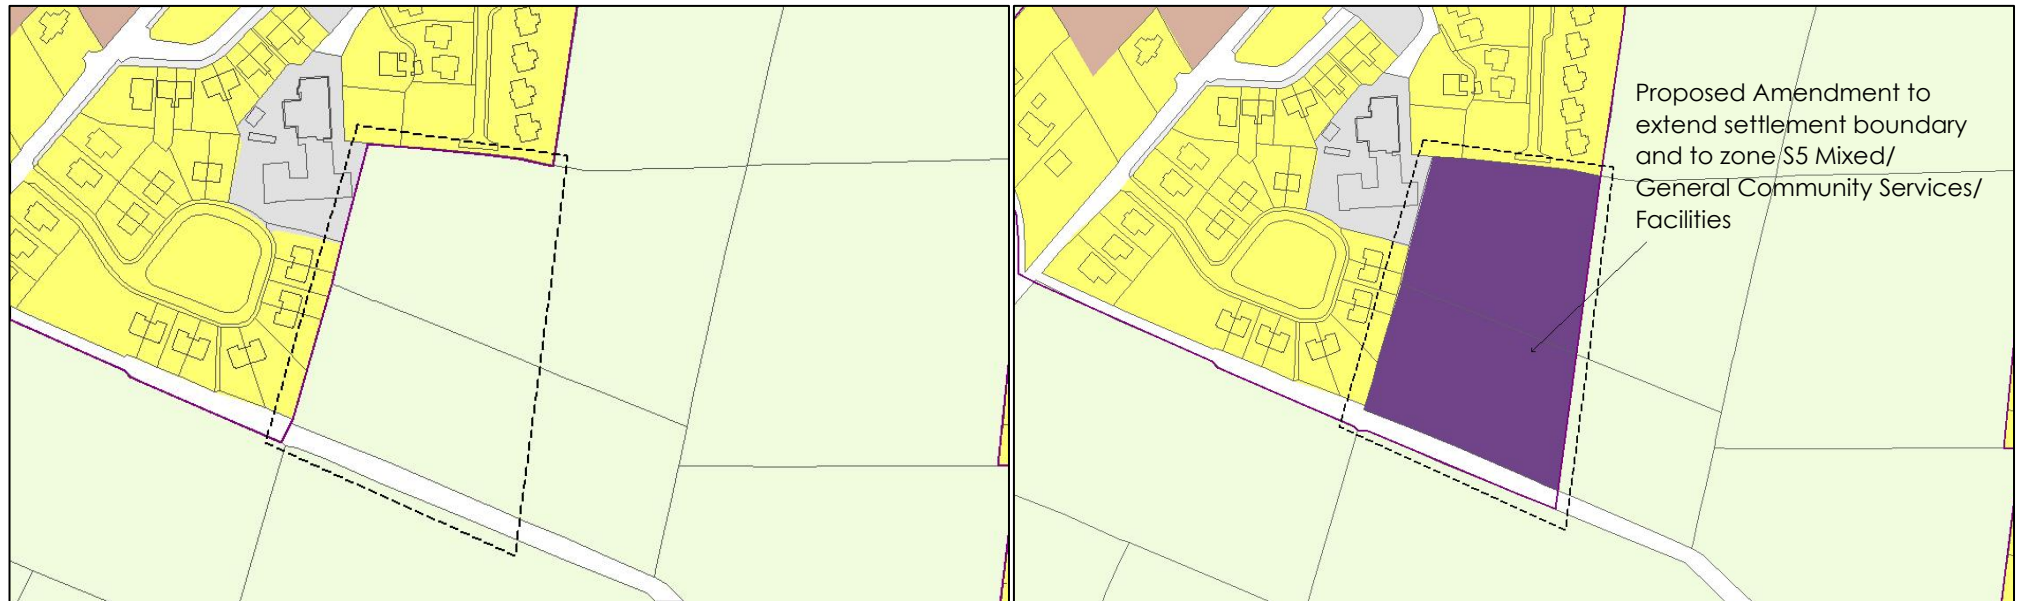 Proposed Amendment to
extend settlement boundary
and to zone S5 Mixed/
General Community Services/
Facilities